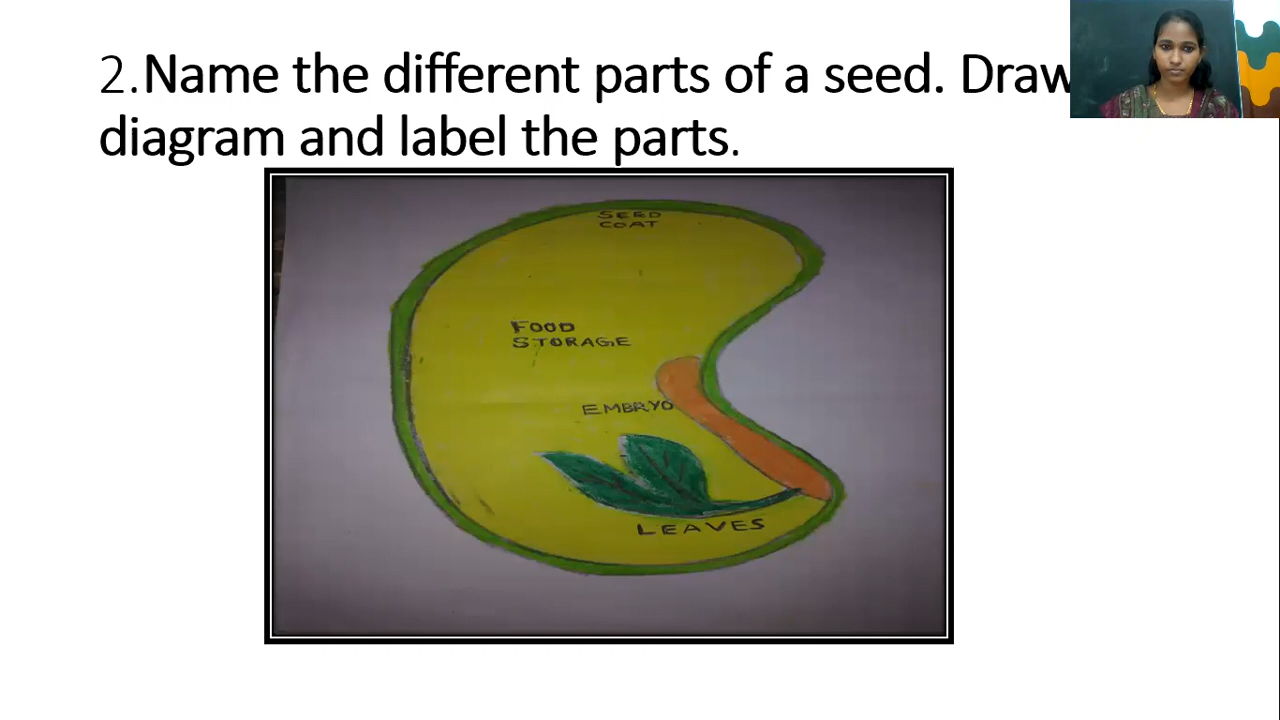 2.Name the different parts of a seed. Draw
diagram and label the parts.
SEED
COAT
FOOD
STORAGE
EMBRYO
LEAVES